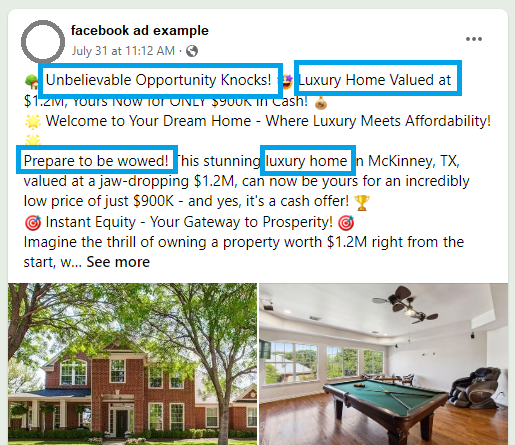 facebook ad example
July 31 at 11:12 AM ·
Unbelievable Opportunity Knocks! Luxury Home Valued at
$1.2M, Yours Now for ONLY $900K in Cash!
Welcome to Your Dream Home - Where Luxury Meets Affordability!
Prepare to be wowed! This stunning luxury home in McKinney, TX,
valued at a jaw-dropping $1.2M, can now be yours for an incredibly
low price of just $900K - and yes, it's a cash offer! 🏆
🎯 Instant Equity - Your Gateway to Prosperity! 🎯
Imagine the thrill of owning a property worth $1.2M right from the
start, w... See more